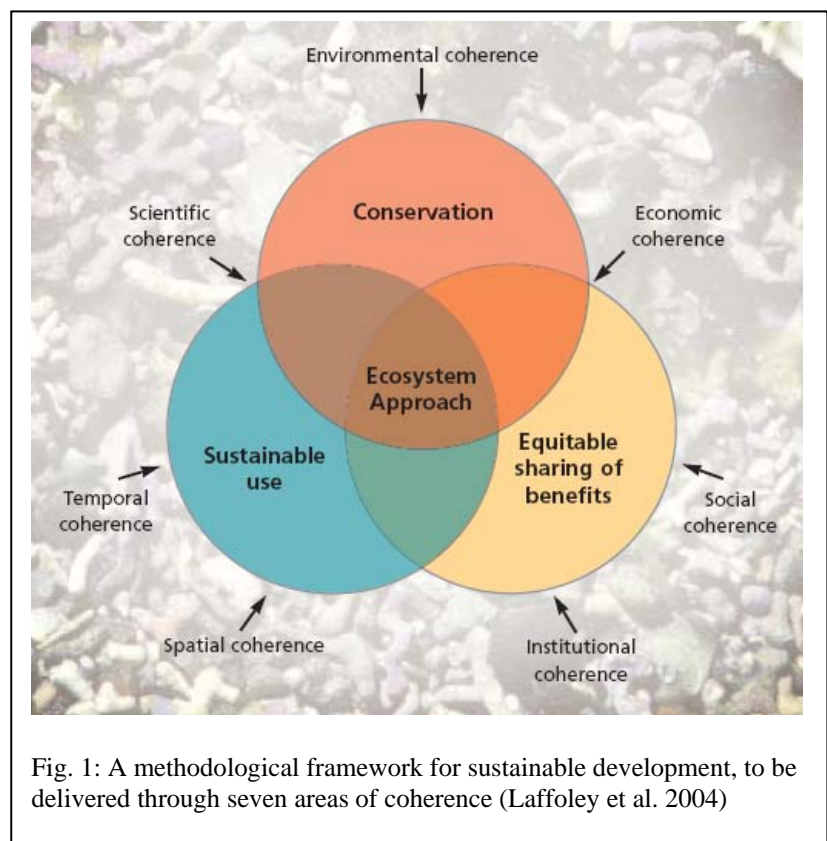 Environmental coherence
Scientific
coherence
Conservation
Economic
coherence
Ecosystem
Approach
Sustainable
use
Equitable
sharing of
benefits
Temporal
coherence
Social
coherence
Spatial coherence
Institutional
coherence
Fig. 1: A methodological framework for sustainable development, to be
delivered through seven areas of coherence (Laffoley et al. 2004)